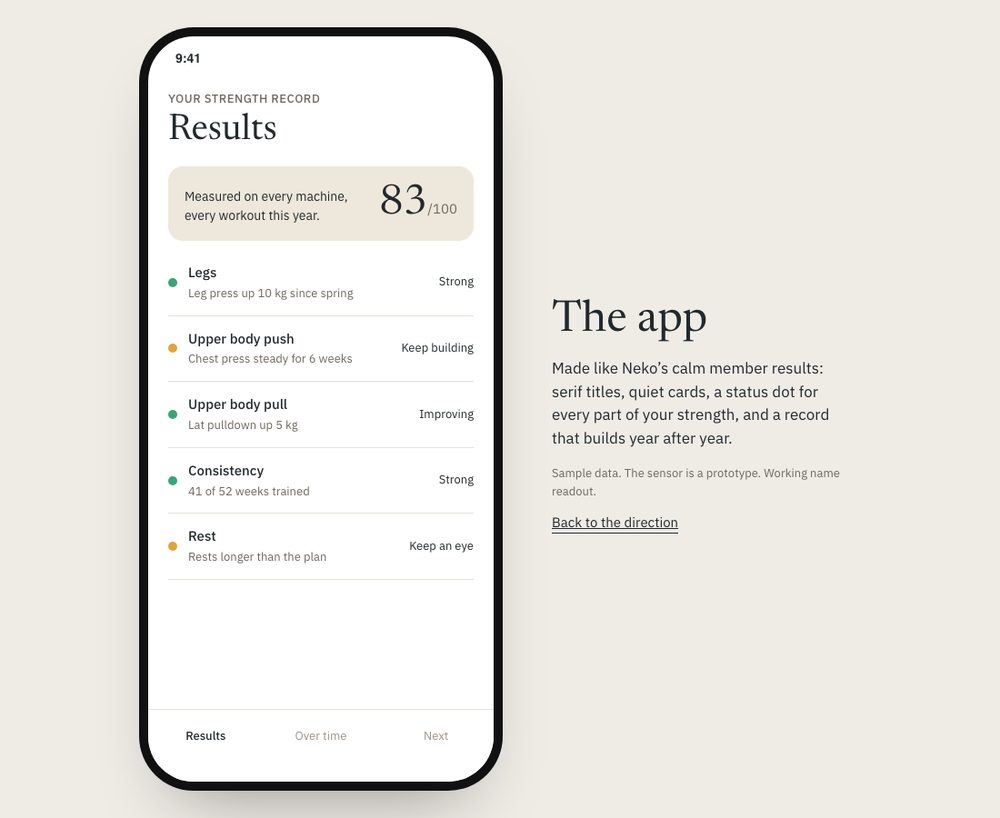 9:41
YOUR STRENGTH RECORD
Results
Measured on every machine,
every workout this year.
83/100
Legs
Leg press up 10 kg since spring
Strong
Upper body push
Chest press steady for 6 weeks
Keep building
Upper body pull
Lat pulldown up 5 kg
Improving
Consistency
41 of 52 weeks trained
Strong
Rest
Rests longer than the plan
Keep an eye
Results
Over time
Next
The app
Made like Neko’s calm member results:
serif titles, quiet cards, a status dot for
every part of your strength, and a record
that builds year after year.
Sample data. The sensor is a prototype. Working name
readout.
Back to the direction